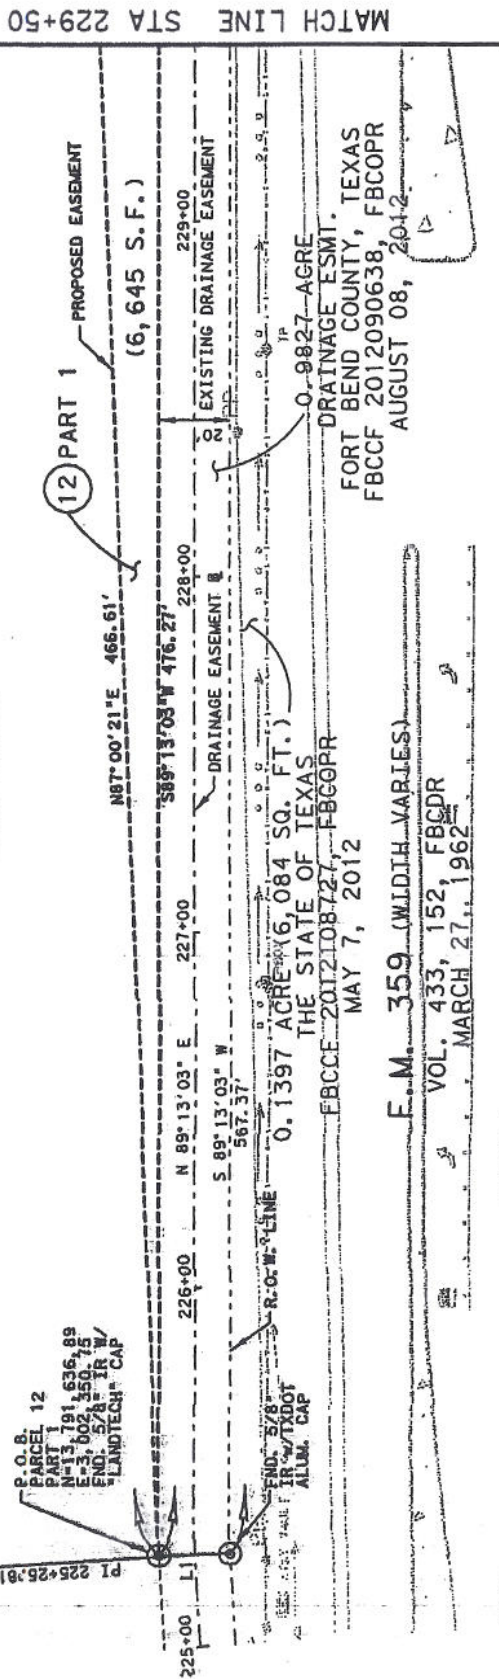 MATCH LINE   STA 229+50
PROPOSED EASEMENT
12 PART 1
(6,645 S.F.)
N87°00'21"E  466.61'
S89°13'03"W  476.27'
229+00
EXISTING DRAINAGE EASEMENT
20'
228+00
DRAINAGE EASEMENT
227+00
N 89°13'03" E
226+00
S 89°13'03" W
567.37'
R.O.W. LINE
P.O.B.
PARCEL 12
PART 1
N=13,791,636.89
E=3,002,350.75
FND. 5/8" IR W/
"LANDTECH" CAP
PI 225+25.81
L1
225+00
FND. 5/8"
IR W/TXDOT
ALUM. CAP
TP
0.9827 ACRE
DRAINAGE ESMT.
FORT BEND COUNTY, TEXAS
FBCCF 2012090638, FBCOPR
AUGUST 08, 2012
0.1397 ACRE (6,084 SQ. FT.)
THE STATE OF TEXAS
FBCCF 2012108727, FBCOPR
MAY 7, 2012
F.M. 359 (WIDTH VARIES)
VOL. 433, 152, FBCDR
MARCH 27, 1962